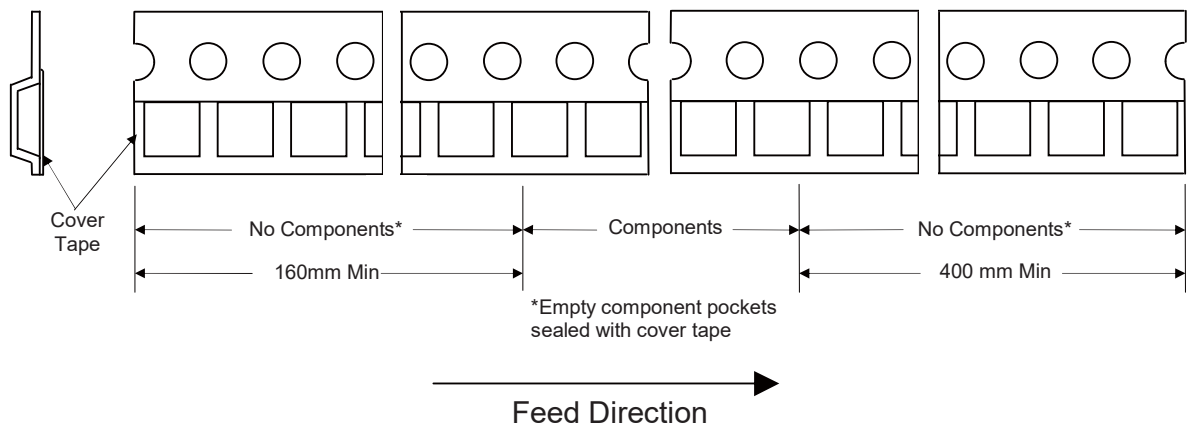 Cover
Tape
No Components*
Components
No Components*
160mm Min
400 mm Min
*Empty component pockets
sealed with cover tape
Feed Direction